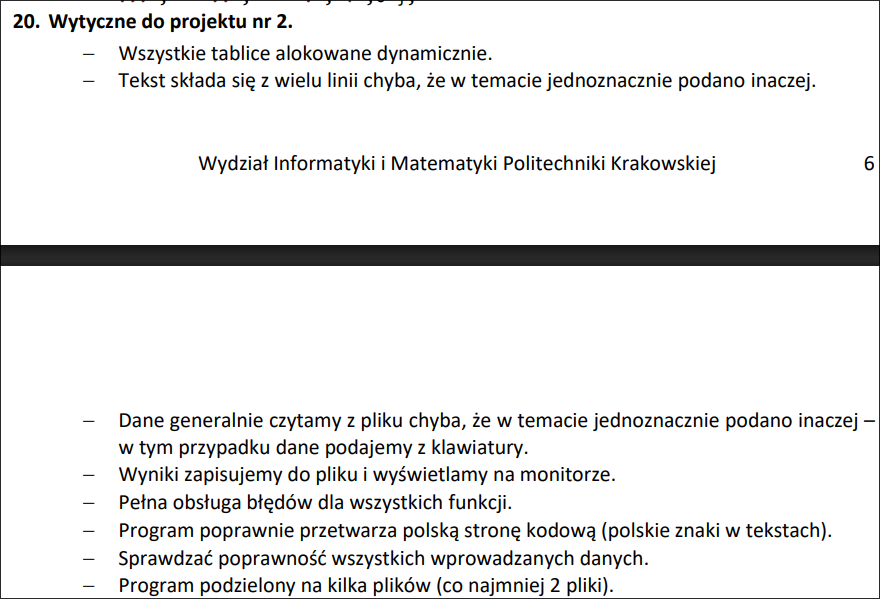 20. Wytyczne do projektu nr 2.
– Wszystkie tablice alokowane dynamicznie.
– Tekst składa się z wielu linii chyba, że w temacie jednoznacznie podano inaczej.
Wydział Informatyki i Matematyki Politechniki Krakowskiej 6
– Dane generalnie czytamy z pliku chyba, że w temacie jednoznacznie podano inaczej –
w tym przypadku dane podajemy z klawiatury.
– Wyniki zapisujemy do pliku i wyświetlamy na monitorze.
– Pełna obsługa błędów dla wszystkich funkcji.
– Program poprawnie przetwarza polską stronę kodową (polskie znaki w tekstach).
– Sprawdzać poprawność wszystkich wprowadzanych danych.
– Program podzielony na kilka plików (co najmniej 2 pliki).